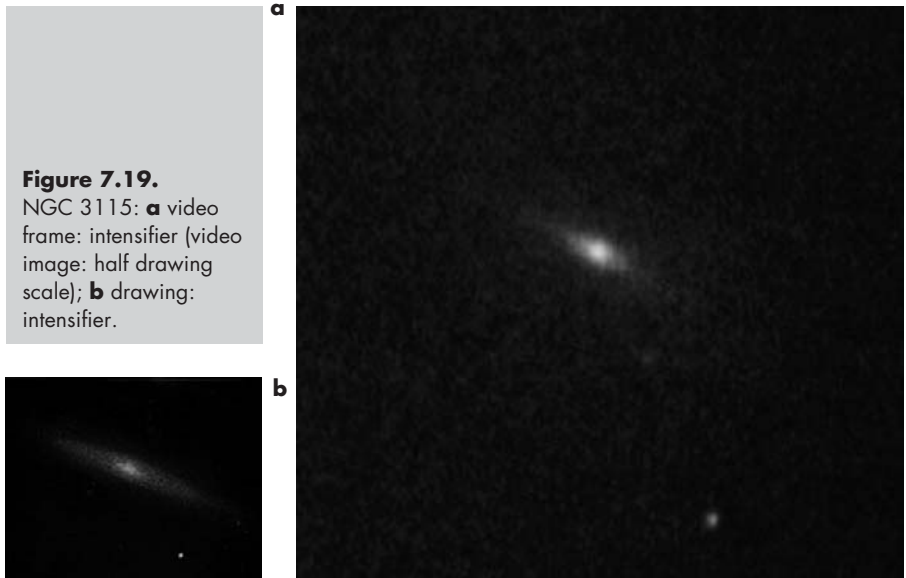 a
Figure 7.19.
NGC 3115: a video
frame: intensifier (video
image: half drawing
scale); b drawing:
intensifier.
b